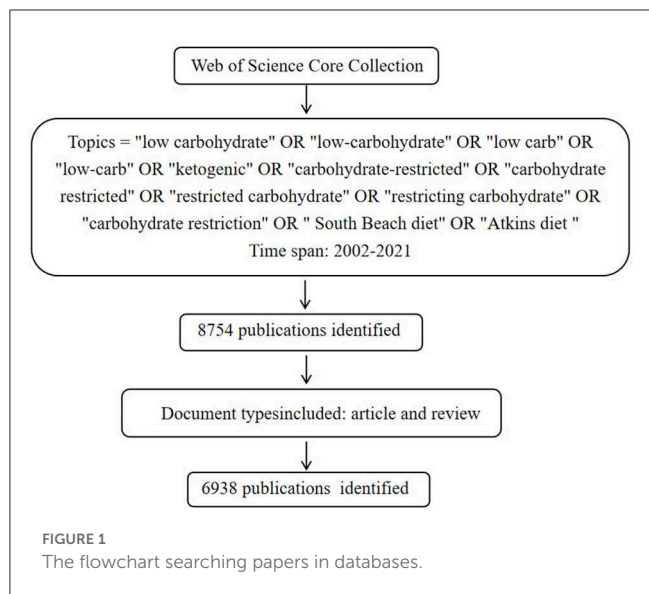 Web of Science Core Collection
Topics = "low carbohydrate" OR "low-carbohydrate" OR "low carb" OR
"low-carb" OR "ketogenic" OR "carbohydrate-restricted" OR "carbohydrate
restricted" OR "restricted carbohydrate" OR "restricting carbohydrate" OR
"carbohydrate restriction" OR " South Beach diet" OR "Atkins diet "
Time span: 2002-2021
8754 publications identified
Document typesincluded: article and review
6938 publications identified
FIGURE 1
The flowchart searching papers in databases.